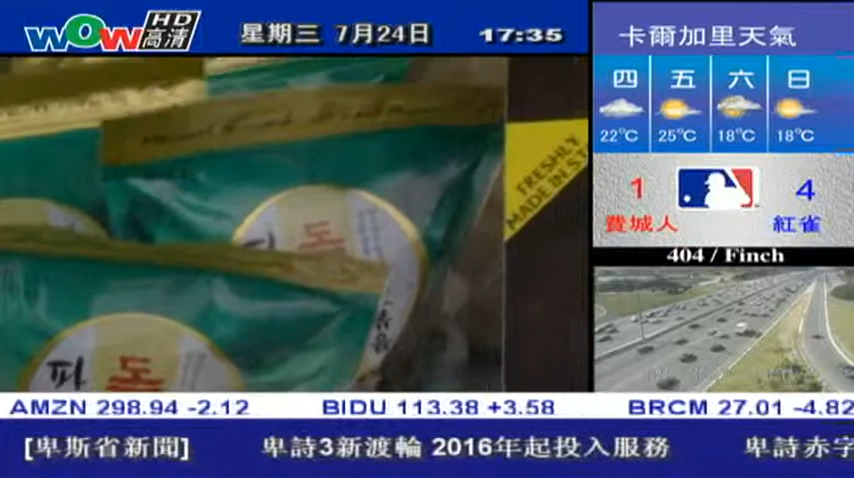 WOW HD
高清
星期三 7月24日
17:35
卡爾加里天氣
四 五 六 日
22°C 25°C 18°C 18°C
FRESHLY
MADE IN ST
1 4
費城人 紅雀
404 / Finch
파 돌
AMZN 298.94 -2.12 BIDU 113.38 +3.58 BRCM 27.01 -4.82
[卑斯省新聞] 卑詩3新渡輪 2016年起投入服務 卑詩赤字